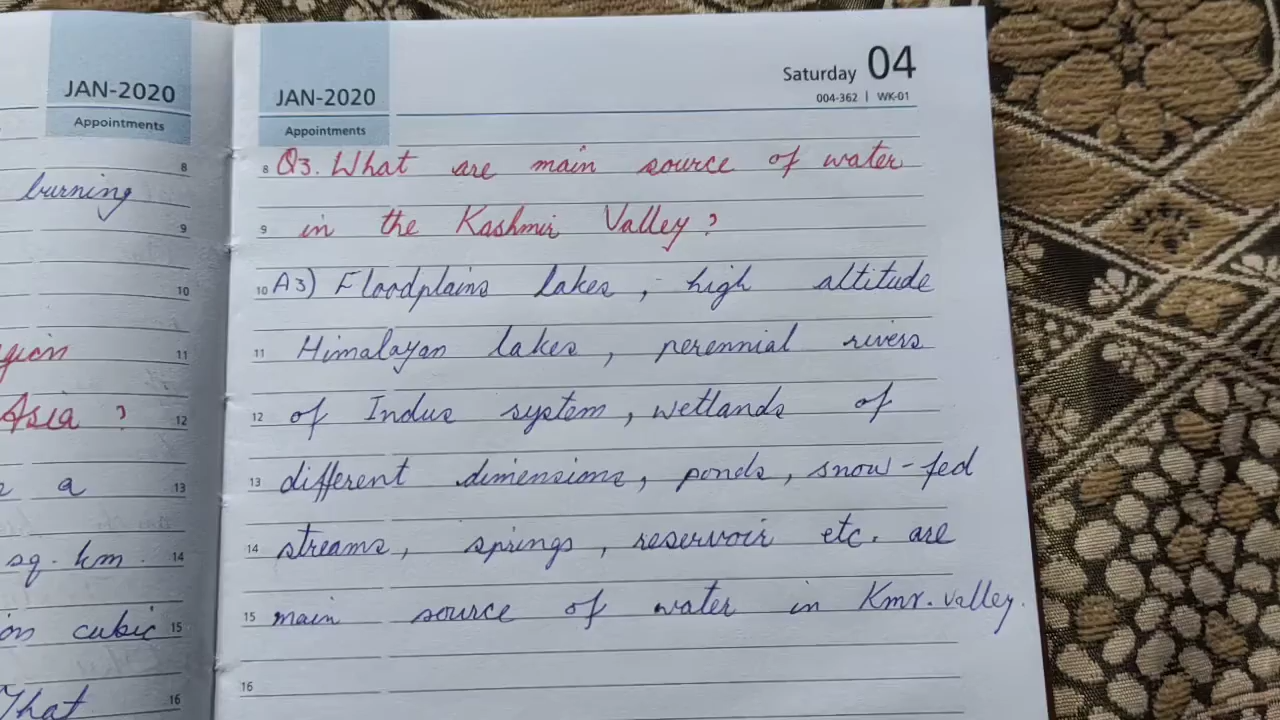 JAN-2020
Appointments
8
burning
9
10
gion 11
Asia ? 12
a 13
sq. km. 14
cubic 15
That 16
JAN-2020
Appointments
Saturday 04
004-362 | WK-01
8 Q3. What are main source of water
9 in the Kashmir Valley ?
10 A3) Floodplains lakes, high altitude
11 Himalayan lakes, perennial rivers
12 of Indus system, wetlands of
13 different dimensions, ponds, snow-fed
14 streams, springs, reservoir etc. are
15 main source of water in Kmr. Valley.
16